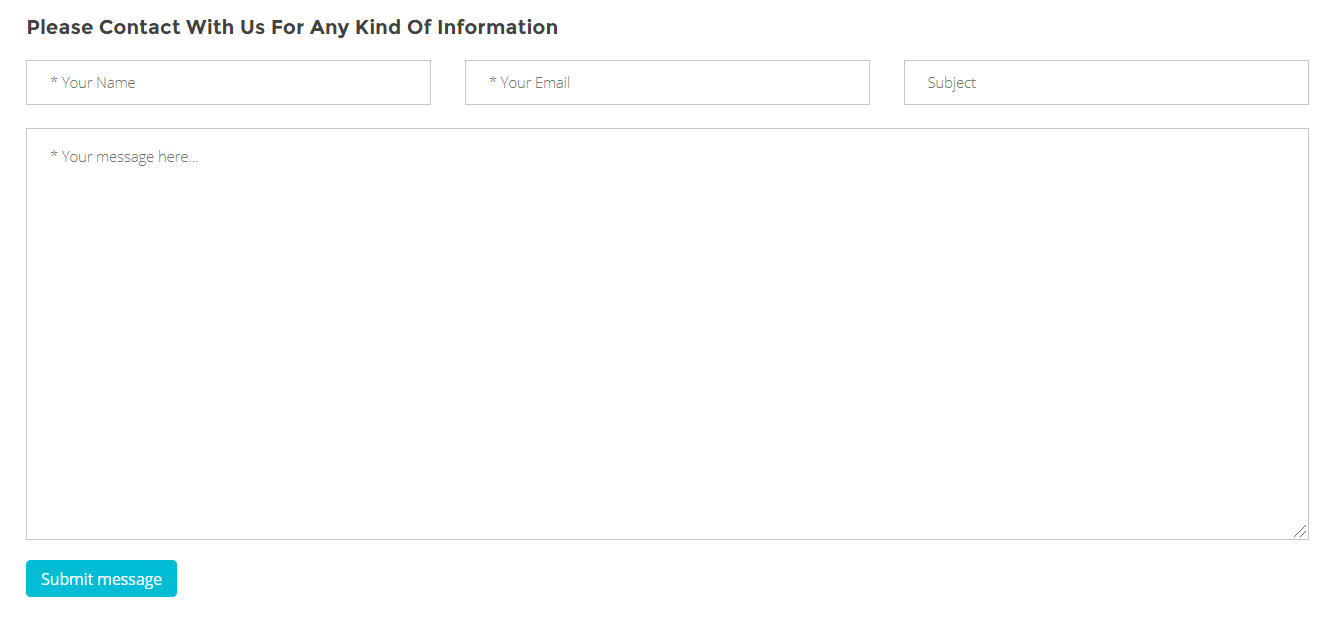 Please Contact With Us For Any Kind Of Information
* Your Name
* Your Email
Subject
* Your message here...
Submit message